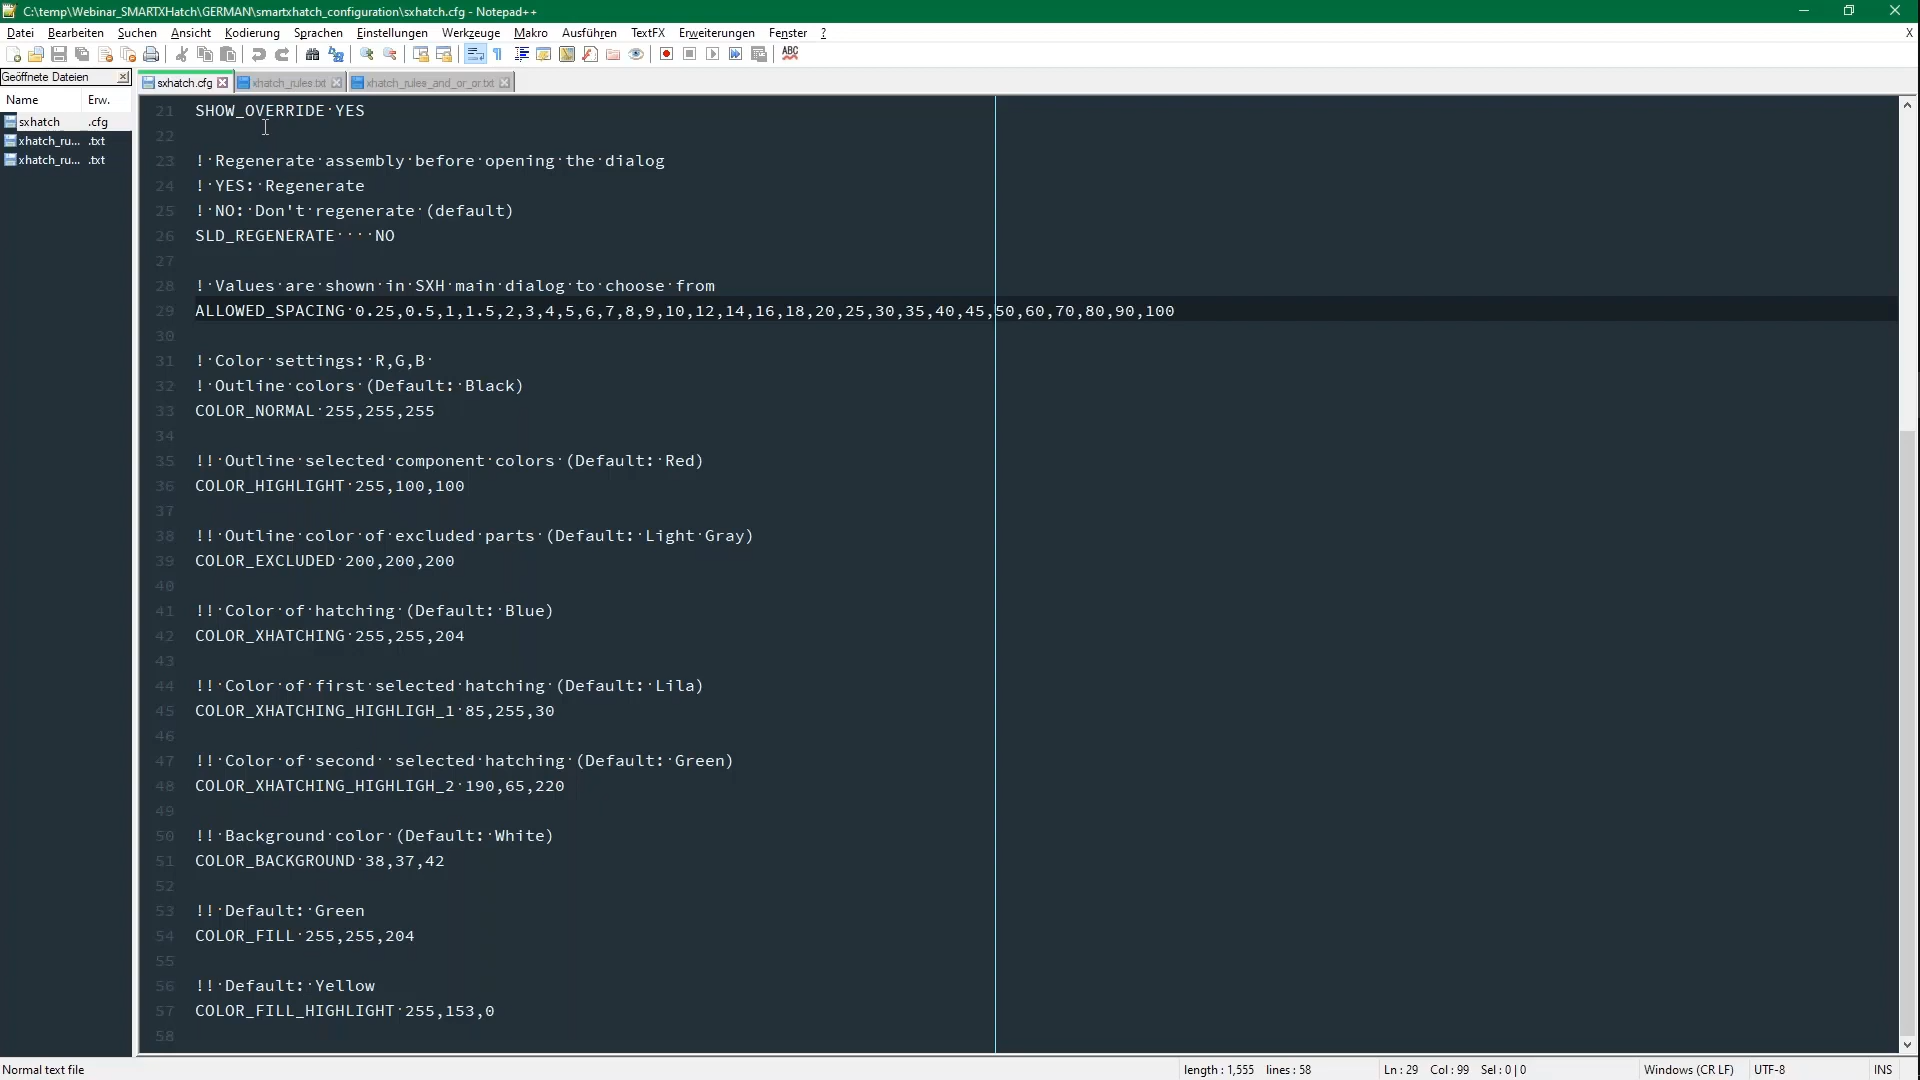 C:\temp\Webinar_SMARTXHatch\GERMAN\smartxhatch_configuration\sxhatch.cfg - Notepad++
Datei Bearbeiten Suchen Ansicht Kodierung Sprachen Einstellungen Werkzeuge Makro Ausführen TextFX Erweiterungen Fenster ? X
Geöffnete Dateien
sxhatch.cfg xhatch_rules.txt xhatch_rules_and_or_or.txt
Name Erw.
sxhatch .cfg
xhatch_ru... .txt
xhatch_ru... .txt
21 SHOW_OVERRIDE·YES
22
23 !·Regenerate·assembly·before·opening·the·dialog
24 !·YES:·Regenerate
25 !·NO:·Don't·regenerate·(default)
26 SLD_REGENERATE····NO
27
28 !·Values·are·shown·in·SXH·main·dialog·to·choose·from
29 ALLOWED_SPACING·0.25,0.5,1,1.5,2,3,4,5,6,7,8,9,10,12,14,16,18,20,25,30,35,40,45,50,60,70,80,90,100
30
31 !·Color·settings:·R,G,B·
32 !·Outline·colors·(Default:·Black)
33 COLOR_NORMAL·255,255,255
34
35 !!·Outline·selected·component·colors·(Default:·Red)
36 COLOR_HIGHLIGHT·255,100,100
37
38 !!·Outline·color·of·excluded·parts·(Default:·Light·Gray)
39 COLOR_EXCLUDED·200,200,200
40
41 !!·Color·of·hatching·(Default:·Blue)
42 COLOR_XHATCHING·255,255,204
43
44 !!·Color·of·first·selected·hatching·(Default:·Lila)
45 COLOR_XHATCHING_HIGHLIGH_1·85,255,30
46
47 !!·Color·of·second··selected·hatching·(Default:·Green)
48 COLOR_XHATCHING_HIGHLIGH_2·190,65,220
49
50 !!·Background·color·(Default:·White)
51 COLOR_BACKGROUND·38,37,42
52
53 !!·Default:·Green
54 COLOR_FILL·255,255,204
55
56 !!·Default:·Yellow
57 COLOR_FILL_HIGHLIGHT·255,153,0
58
Normal text file length : 1,555 lines : 58 Ln : 29 Col : 99 Sel : 0 | 0 Windows (CR LF) UTF-8 INS